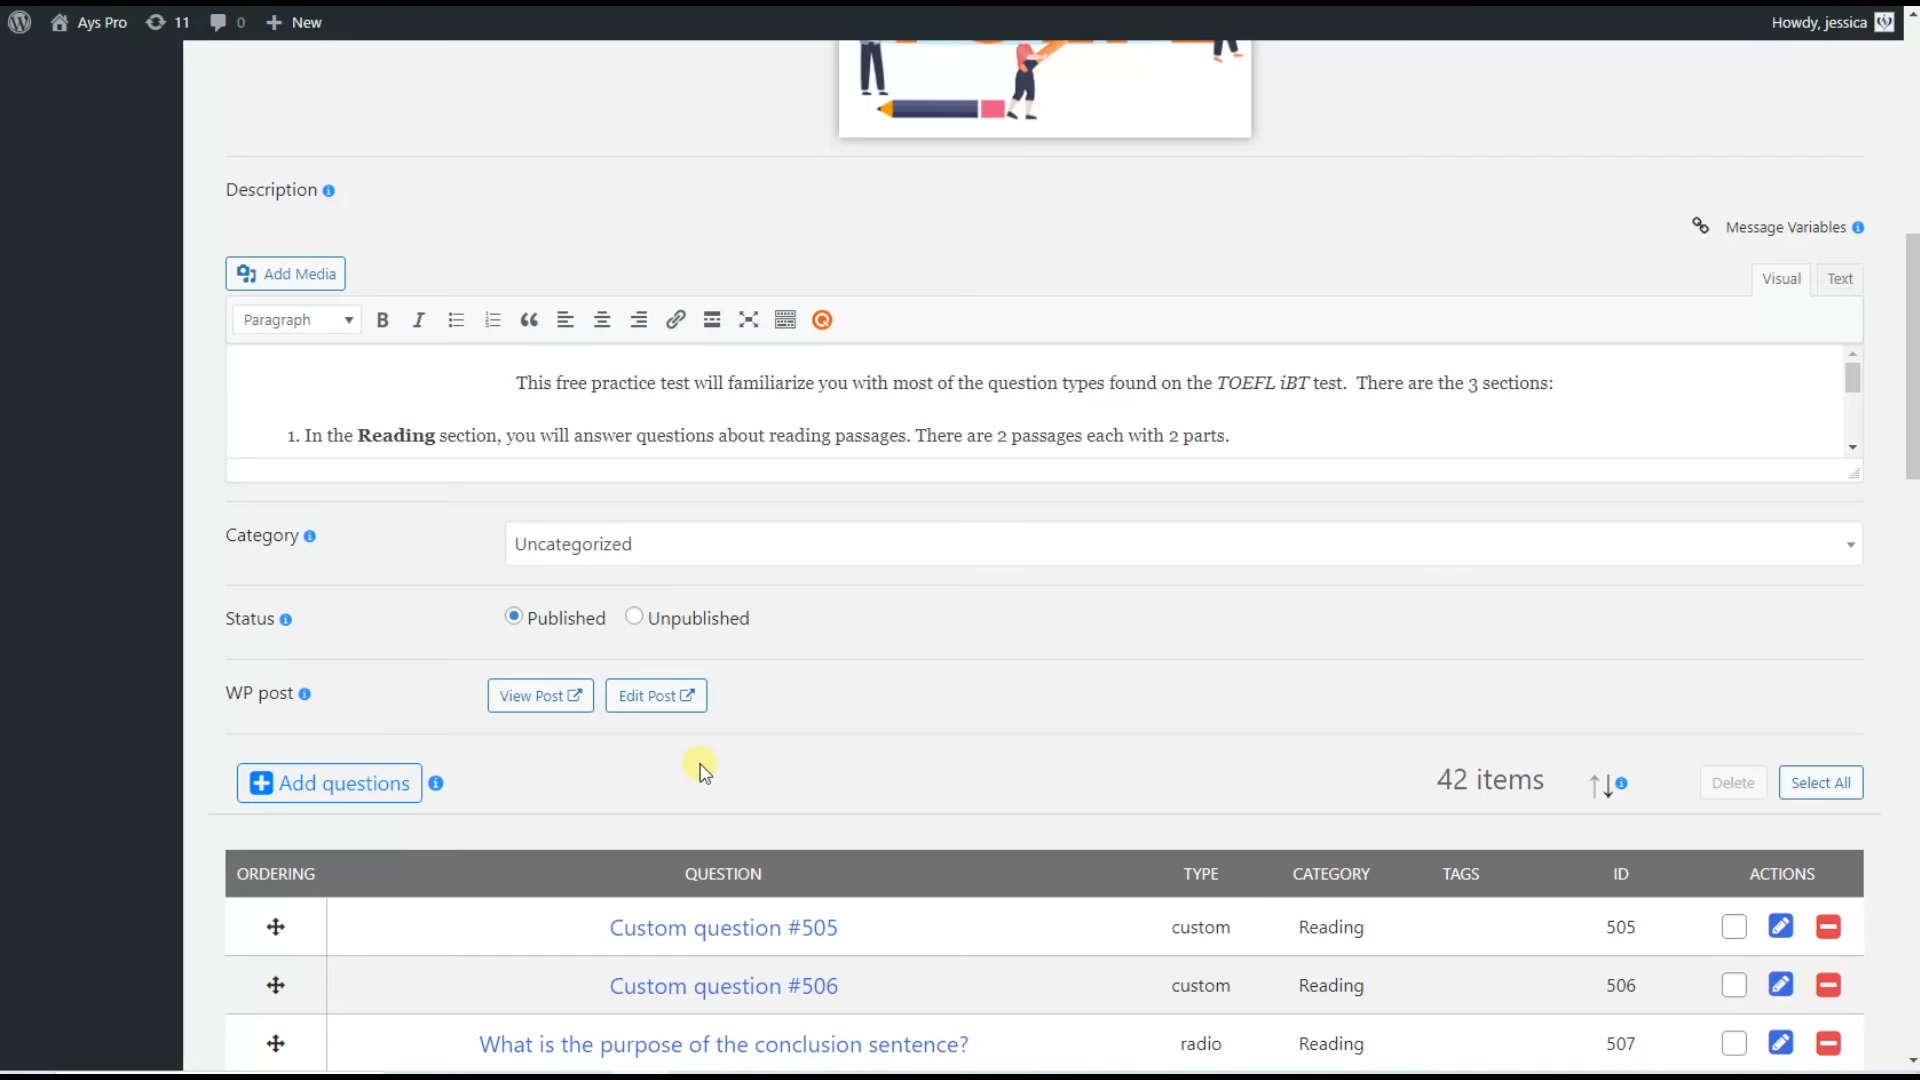 Ays Pro 11 0 New Howdy, jessica
Description
Message Variables
Add Media
Visual Text
Paragraph
This free practice test will familiarize you with most of the question types found on the TOEFL iBT test. There are the 3 sections:
1. In the Reading section, you will answer questions about reading passages. There are 2 passages each with 2 parts.
Category Uncategorized
Status Published Unpublished
WP post View Post Edit Post
Add questions 42 items Delete Select All
ORDERING QUESTION TYPE CATEGORY TAGS ID ACTIONS
Custom question #505 custom Reading 505
Custom question #506 custom Reading 506
What is the purpose of the conclusion sentence? radio Reading 507